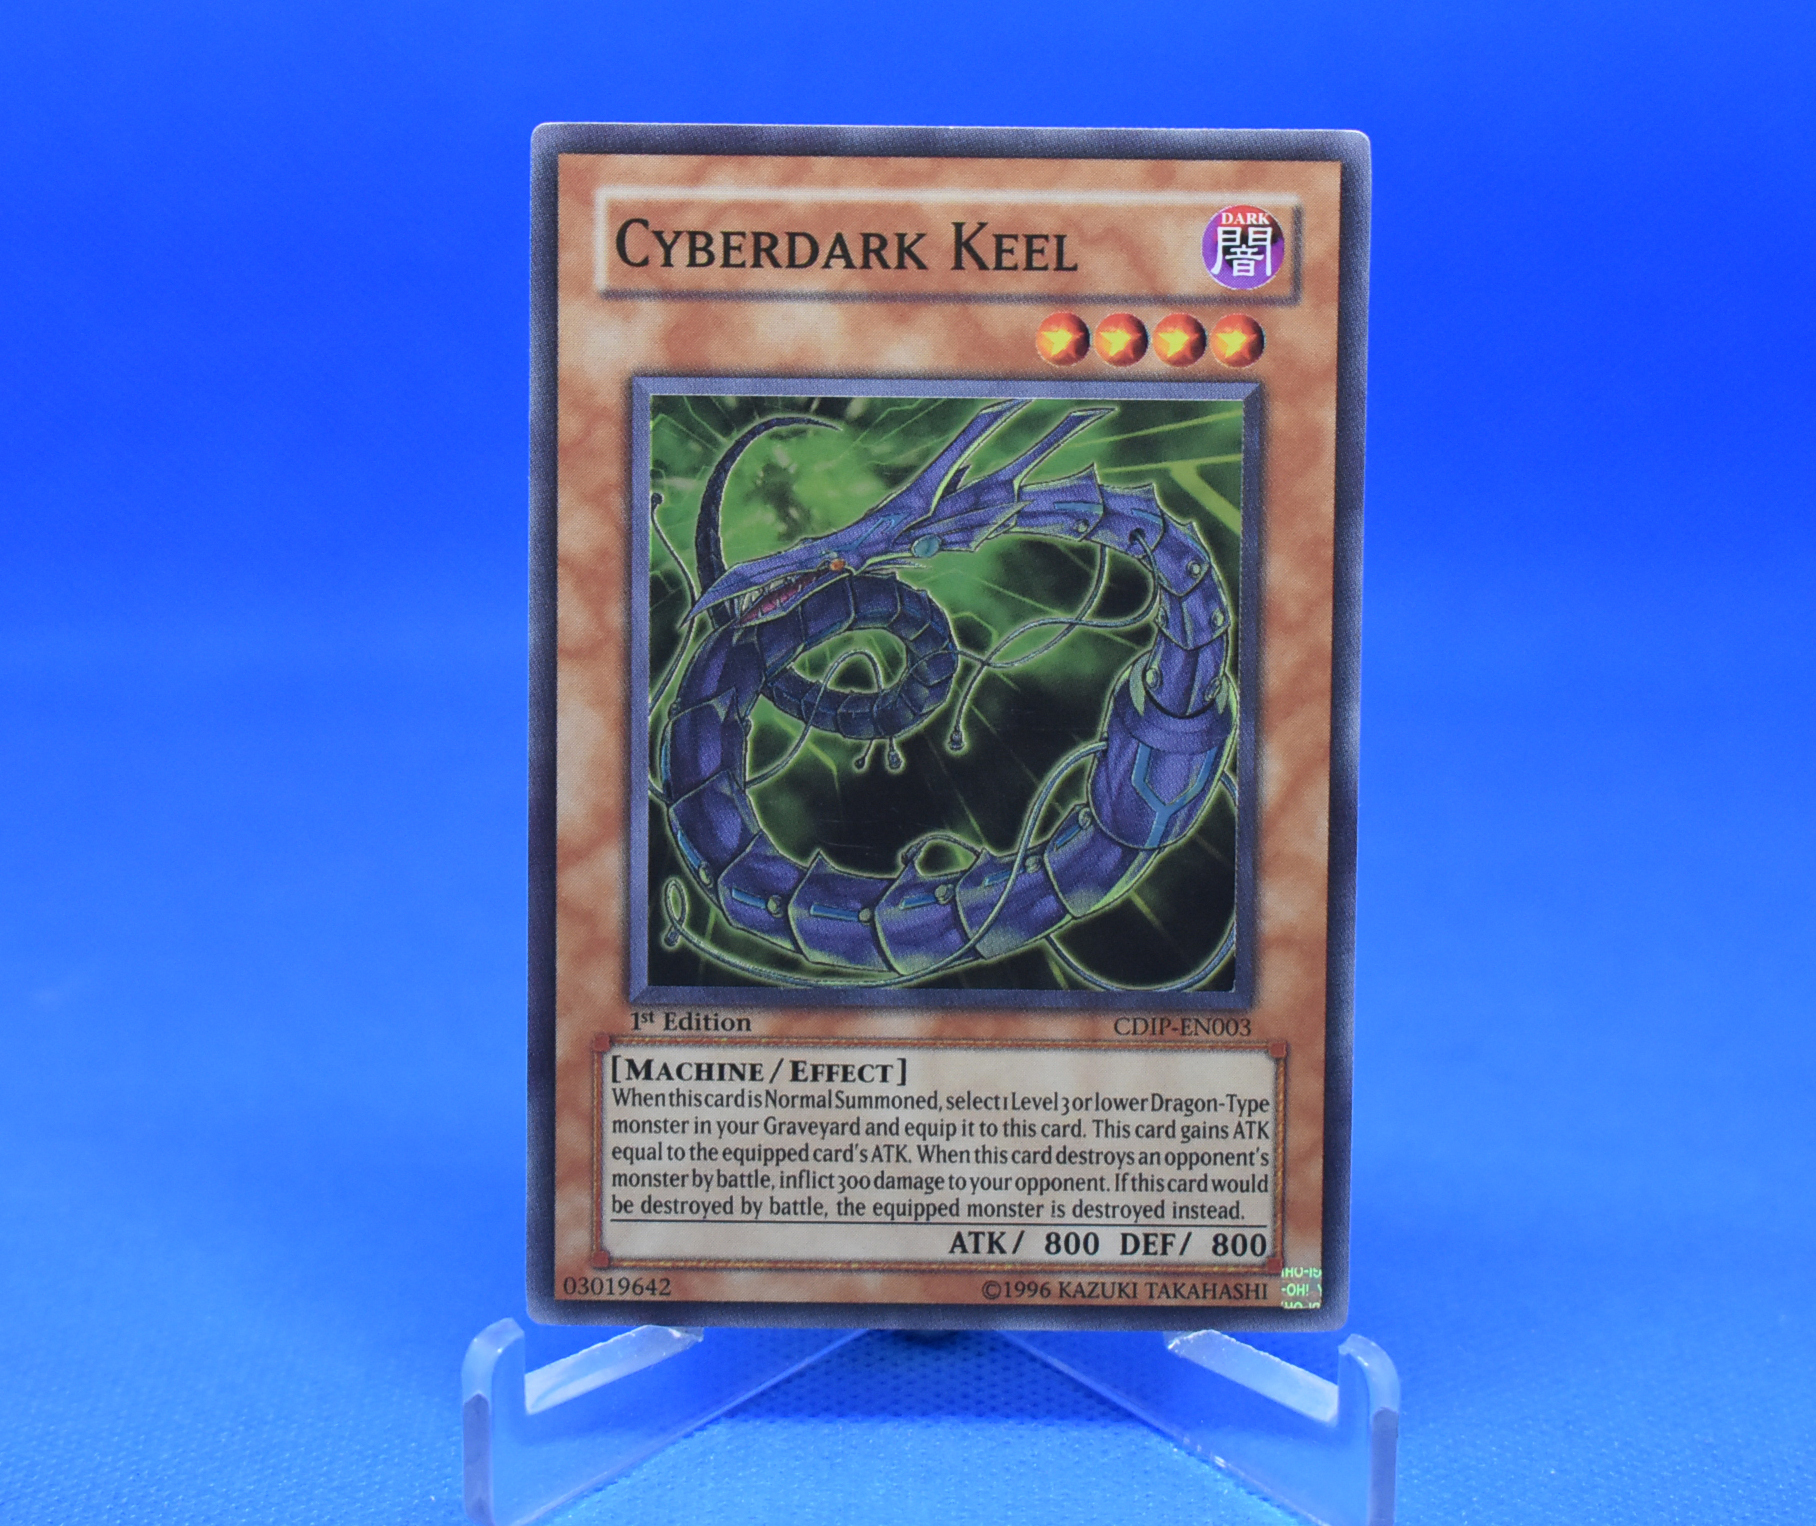 CYBERDARK KEEL
DARK
闇
1st Edition
CDIP-EN003
[MACHINE/EFFECT]
When this card is Normal Summoned, select 1 Level 3 or lower Dragon-Type
monster in your Graveyard and equip it to this card. This card gains ATK
equal to the equipped card's ATK. When this card destroys an opponent's
monster by battle, inflict 300 damage to your opponent. If this card would
be destroyed by battle, the equipped monster is destroyed instead.
ATK/ 800 DEF/ 800
03019642
©1996 KAZUKI TAKAHASHI
-OH!